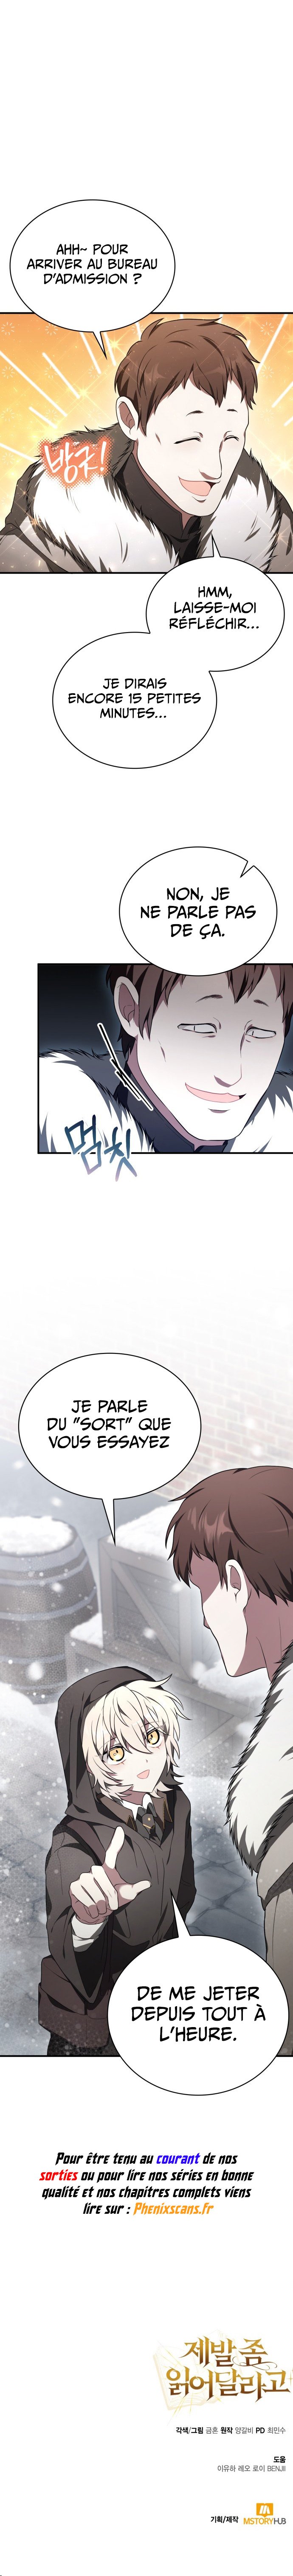 AHH~ POUR
ARRIVER AU BUREAU
D'ADMISSION ?
방긋!
HMM,
LAISSE-MOI
RÉFLÉCHIR...
JE DIRAIS
ENCORE 15 PETITES
MINUTES...
NON, JE
NE PARLE PAS
DE ÇA.
멈칫
JE PARLE
DU "SORT" QUE
VOUS ESSAYEZ
DE ME JETER
DEPUIS TOUT À
L'HEURE.
Pour être tenu au courant de nos
sorties ou pour lire nos séries en bonne
qualité et nos chapitres complets viens
lire sur : Phenixscans.fr
제발 좀
읽어달라고
각색/그림 금혼 원작 양갈비 PD 최민수
도움
이유하 레오 로이 BENJI
기획/제작 MSTORYHUB